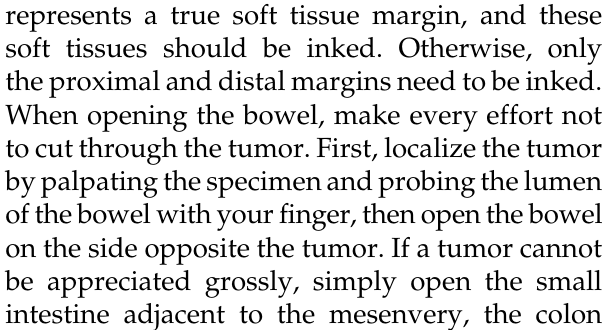 represents a true soft tissue margin, and these
soft tissues should be inked. Otherwise, only
the proximal and distal margins need to be inked.
When opening the bowel, make every effort not
to cut through the tumor. First, localize the tumor
by palpating the specimen and probing the lumen
of the bowel with your finger, then open the bowel
on the side opposite the tumor. If a tumor cannot
be appreciated grossly, simply open the small
intestine adjacent to the mesenvery, the colon